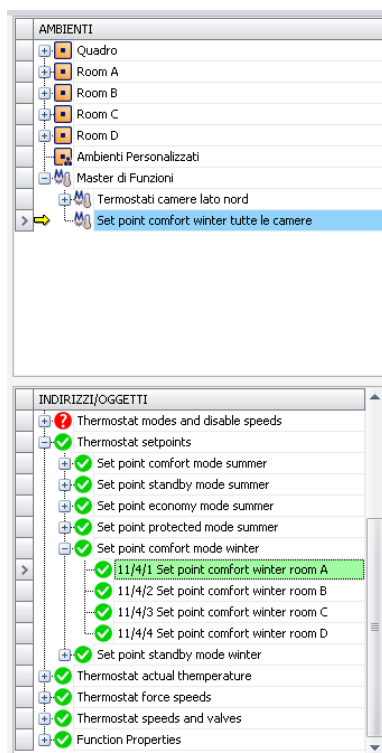 AMBIENTI
Quadro
Room A
Room B
Room C
Room D
Ambienti Personalizzati
Master di Funzioni
Termostati camere lato nord
Set point comfort winter tutte le camere
INDIRIZZI/OGGETTI
Thermostat modes and disable speeds
Thermostat setpoints
Set point comfort mode summer
Set point standby mode summer
Set point economy mode summer
Set point protected mode summer
Set point comfort mode winter
11/4/1 Set point comfort winter room A
11/4/2 Set point comfort winter room B
11/4/3 Set point comfort winter room C
11/4/4 Set point comfort winter room D
Set point standby mode winter
Thermostat actual themperature
Thermostat force speeds
Thermostat speeds and valves
Function Properties